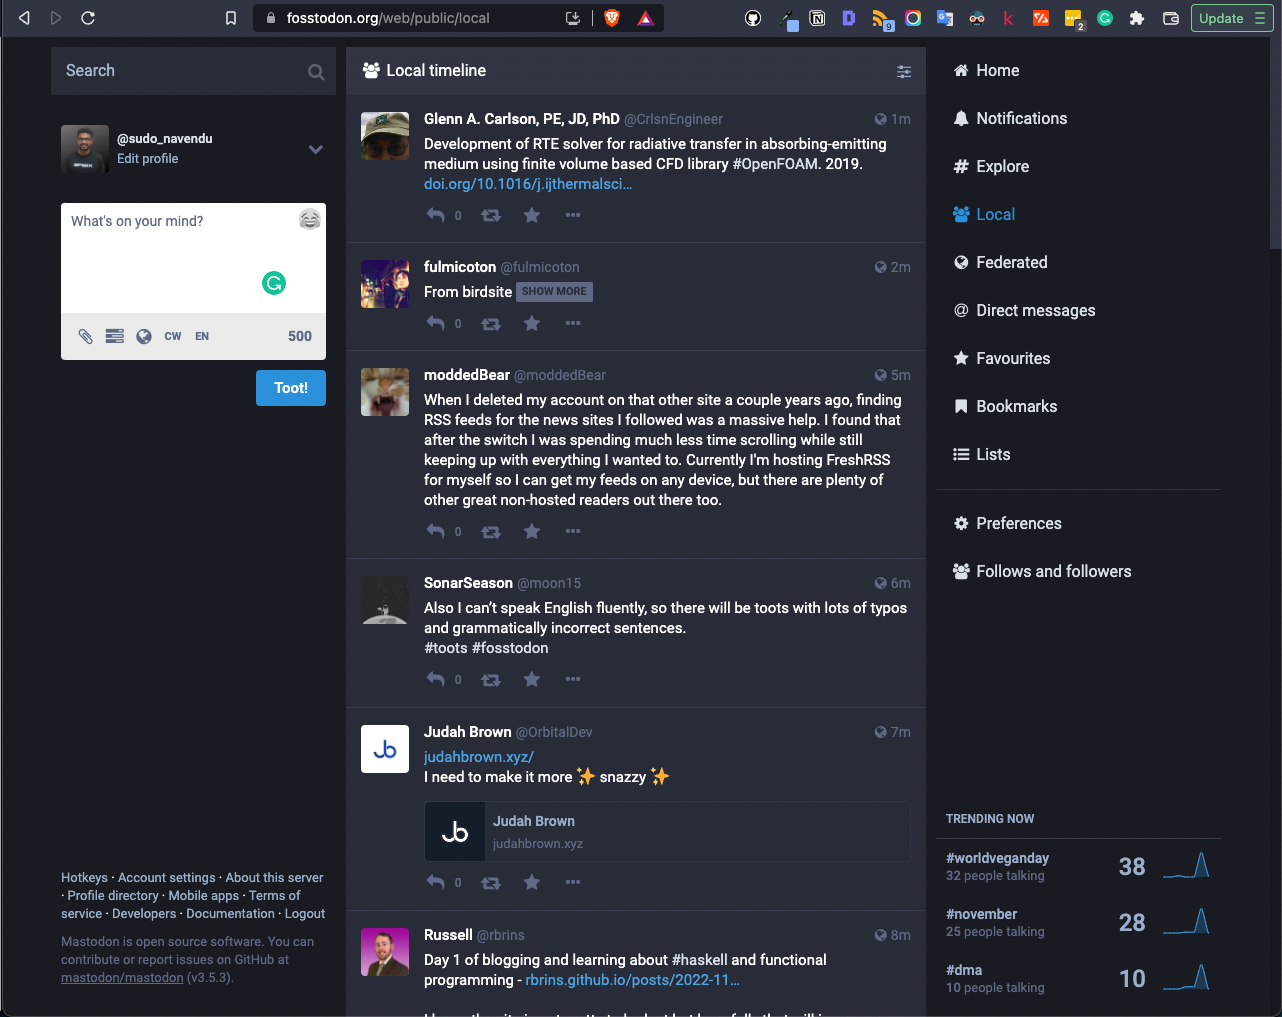 fosstodon.org/web/public/local
9
2
Update
Search
@sudo_navendu
Edit profile
What's on your mind?
CW EN 500
Toot!
Hotkeys · Account settings · About this server
· Profile directory · Mobile apps · Terms of
service · Developers · Documentation · Logout
Mastodon is open source software. You can
contribute or report issues on GitHub at
mastodon/mastodon (v3.5.3).
Local timeline
Glenn A. Carlson, PE, JD, PhD @CrlsnEngineer 1m
Development of RTE solver for radiative transfer in absorbing-emitting
medium using finite volume based CFD library #OpenFOAM. 2019.
doi.org/10.1016/j.ijthermalsci...
0
fulmicoton @fulmicoton 2m
From birdsite SHOW MORE
0
moddedBear @moddedBear 5m
When I deleted my account on that other site a couple years ago, finding
RSS feeds for the news sites I followed was a massive help. I found that
after the switch I was spending much less time scrolling while still
keeping up with everything I wanted to. Currently I'm hosting FreshRSS
for myself so I can get my feeds on any device, but there are plenty of
other great non-hosted readers out there too.
0
SonarSeason @moon15 6m
Also I can’t speak English fluently, so there will be toots with lots of typos
and grammatically incorrect sentences.
#toots #fosstodon
0
Judah Brown @OrbitalDev 7m
judahbrown.xyz/
I need to make it more ✨ snazzy ✨
Judah Brown
judahbrown.xyz
0
Russell @rbrins 8m
Day 1 of blogging and learning about #haskell and functional
programming - rbrins.github.io/posts/2022-11...
Home
Notifications
Explore
Local
Federated
Direct messages
Favourites
Bookmarks
Lists
Preferences
Follows and followers
TRENDING NOW
#worldveganday 38
32 people talking
#november 28
25 people talking
#dma 10
10 people talking